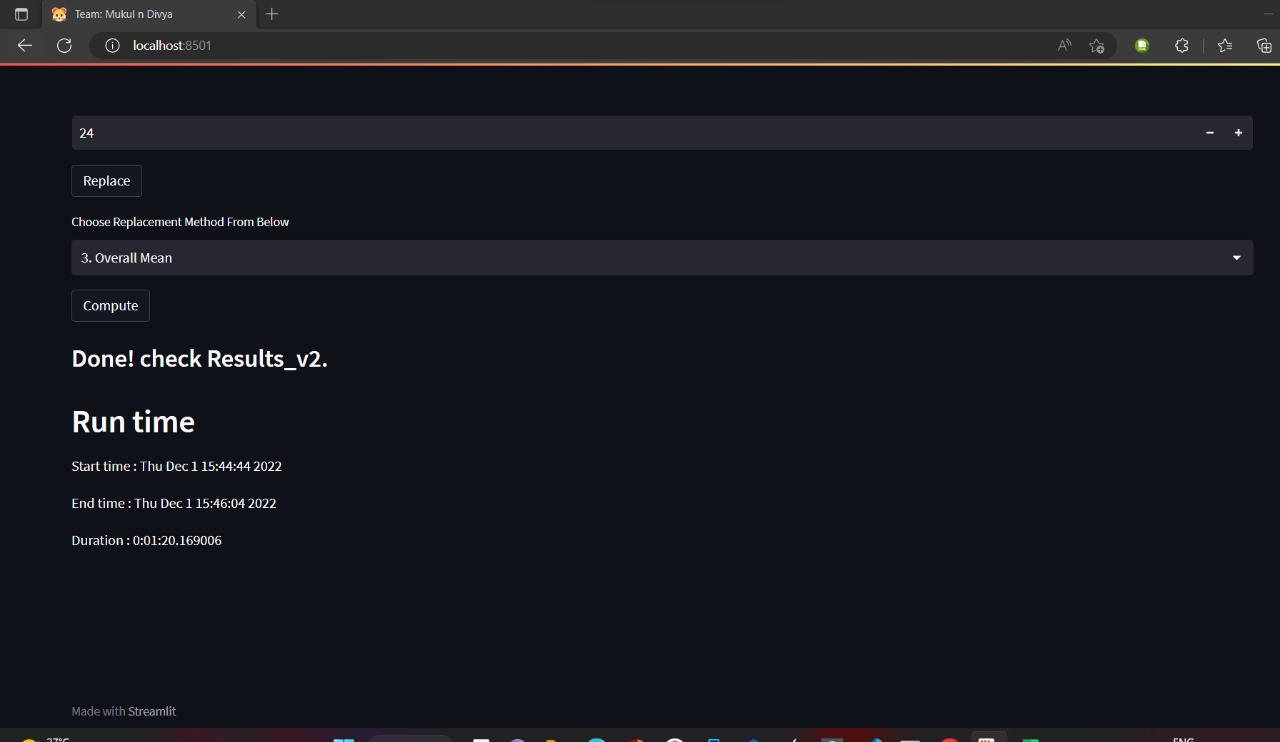 Team: Mukul n Divya
localhost:8501
24
Replace
Choose Replacement Method From Below
3. Overall Mean
Compute
Done! check Results_v2.
Run time
Start time : Thu Dec 1 15:44:44 2022
End time : Thu Dec 1 15:46:04 2022
Duration : 0:01:20.169006
Made with Streamlit